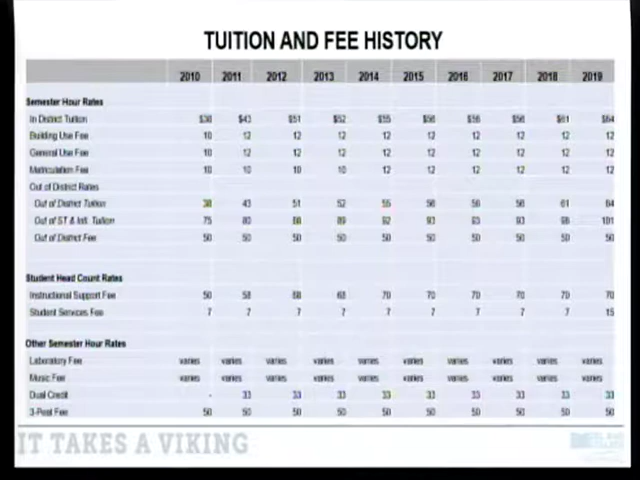 TUITION AND FEE HISTORY
2010 2011 2012 2013 2014 2015 2016 2017 2018 2019
Semester Hour Rates
In District Tuition $38 $43 $51 $52 $55 $56 $56 $56 $61 $64
Building Use Fee 10 12 12 12 12 12 12 12 12 12
General Use Fee 10 12 12 12 12 12 12 12 12 12
Matriculation Fee 10 10 10 10 12 12 12 12 12 12
Out of District Rates
Out of District Tuition 38 43 51 52 55 56 56 56 61 64
Out of ST & Intl. Tuition 75 80 88 89 92 93 93 93 98 101
Out of District Fee 50 50 50 50 50 50 50 50 50 50
Student Head Count Rates
Instructional Support Fee 50 58 68 68 70 70 70 70 70 70
Student Services Fee 7 7 7 7 7 7 7 7 7 15
Other Semester Hour Rates
Laboratory Fee varies varies varies varies varies varies varies varies varies varies
Music Fee varies varies varies varies varies varies varies varies varies varies
Dual Credit - 33 33 33 33 33 33 33 33 33
3-Peat Fee 50 50 50 50 50 50 50 50 50 50
IT TAKES A VIKING